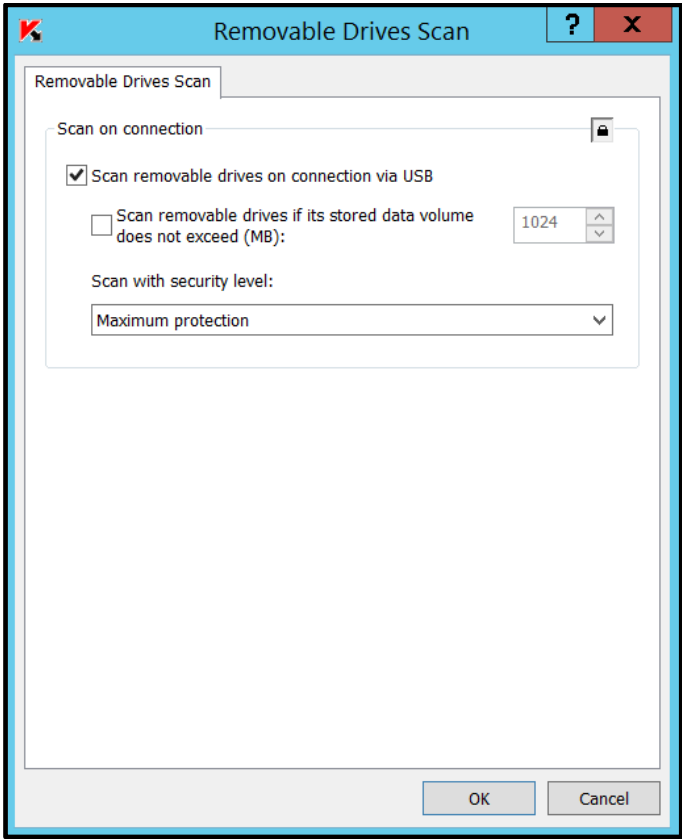 Removable Drives Scan
?
X
Removable Drives Scan
Scan on connection
Scan removable drives on connection via USB
Scan removable drives if its stored data volume
does not exceed (MB):
1024
Scan with security level:
Maximum protection
OK
Cancel